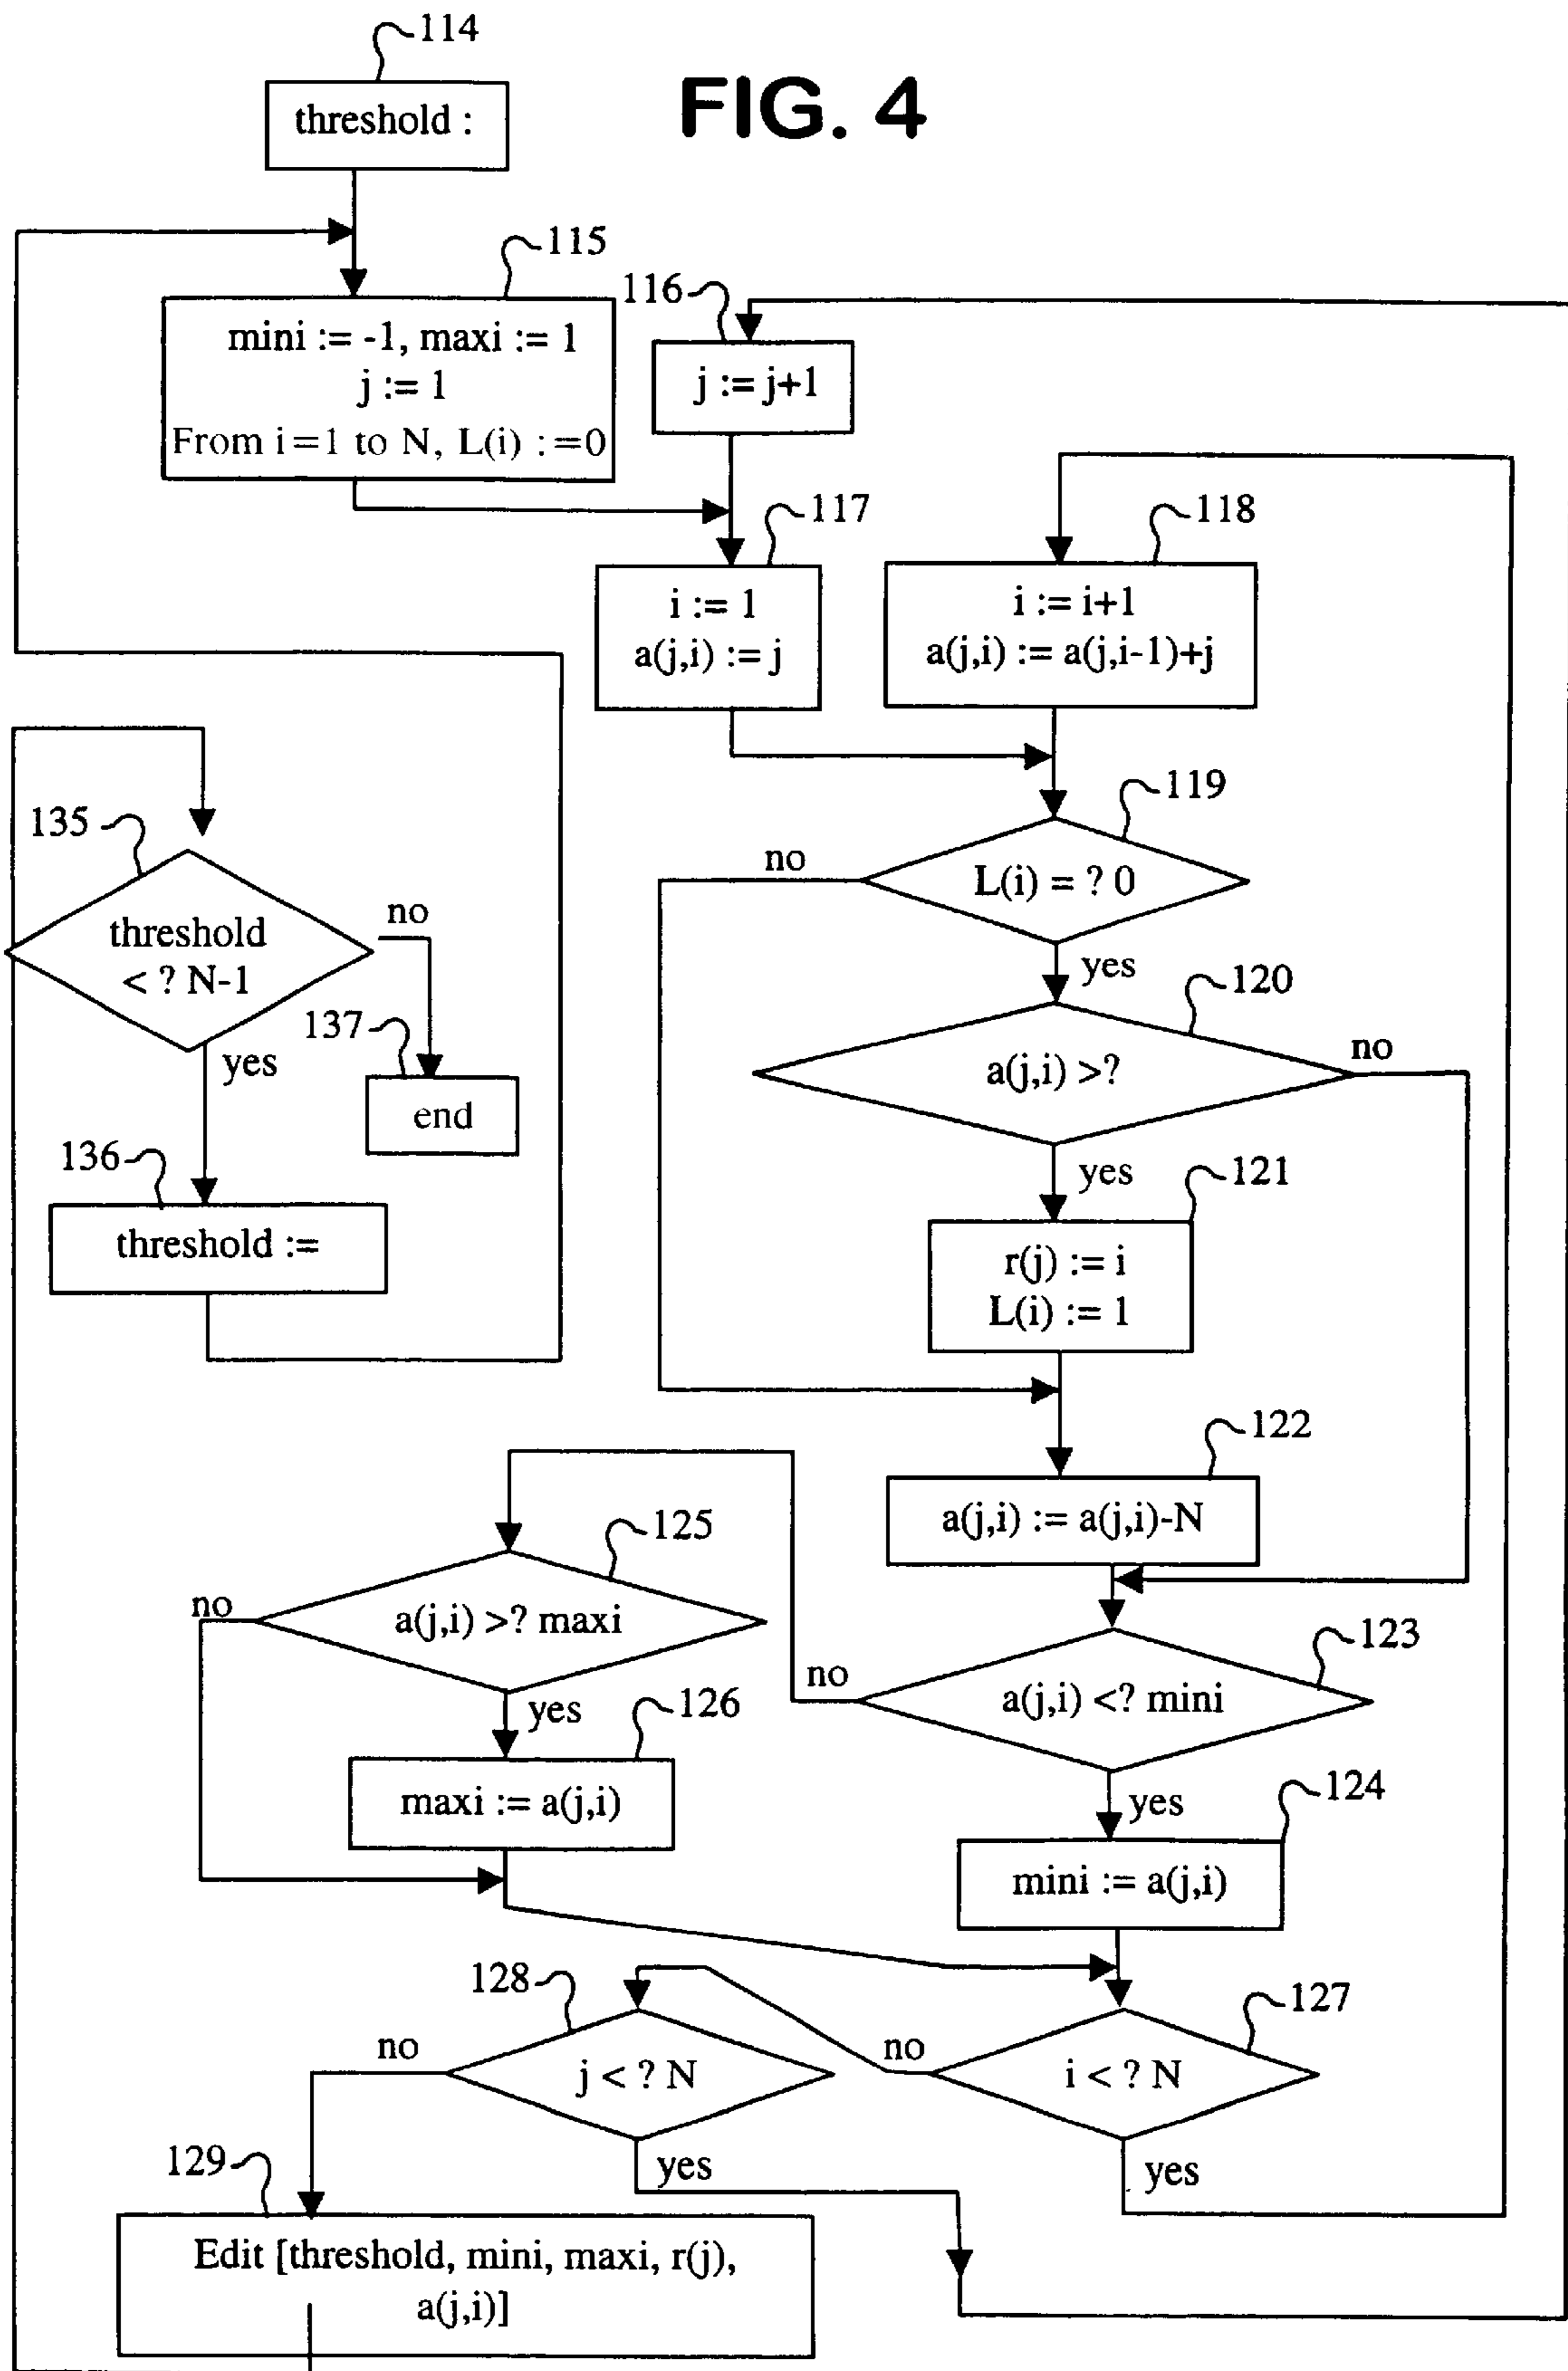 FIG. 4
114
threshold :
115
mini := -1, maxi := 1
j := 1
From i=1 to N, L(i) :=0
116
j := j+1
117
i := 1
a(j,i) := j
118
i := i+1
a(j,i) := a(j,i-1)+j
119
L(i) = ? 0
no
yes
120
a(j,i) >?
no
yes
121
r(j) := i
L(i) := 1
122
a(j,i) := a(j,i)-N
123
a(j,i) <? mini
no
yes
124
mini := a(j,i)
125
a(j,i) >? maxi
no
yes
126
maxi := a(j,i)
127
i < ? N
no
yes
128
j < ? N
no
yes
129
Edit [threshold, mini, maxi, r(j),
a(j,i)]
135
threshold
< ? N-1
no
yes
137
end
136
threshold :=